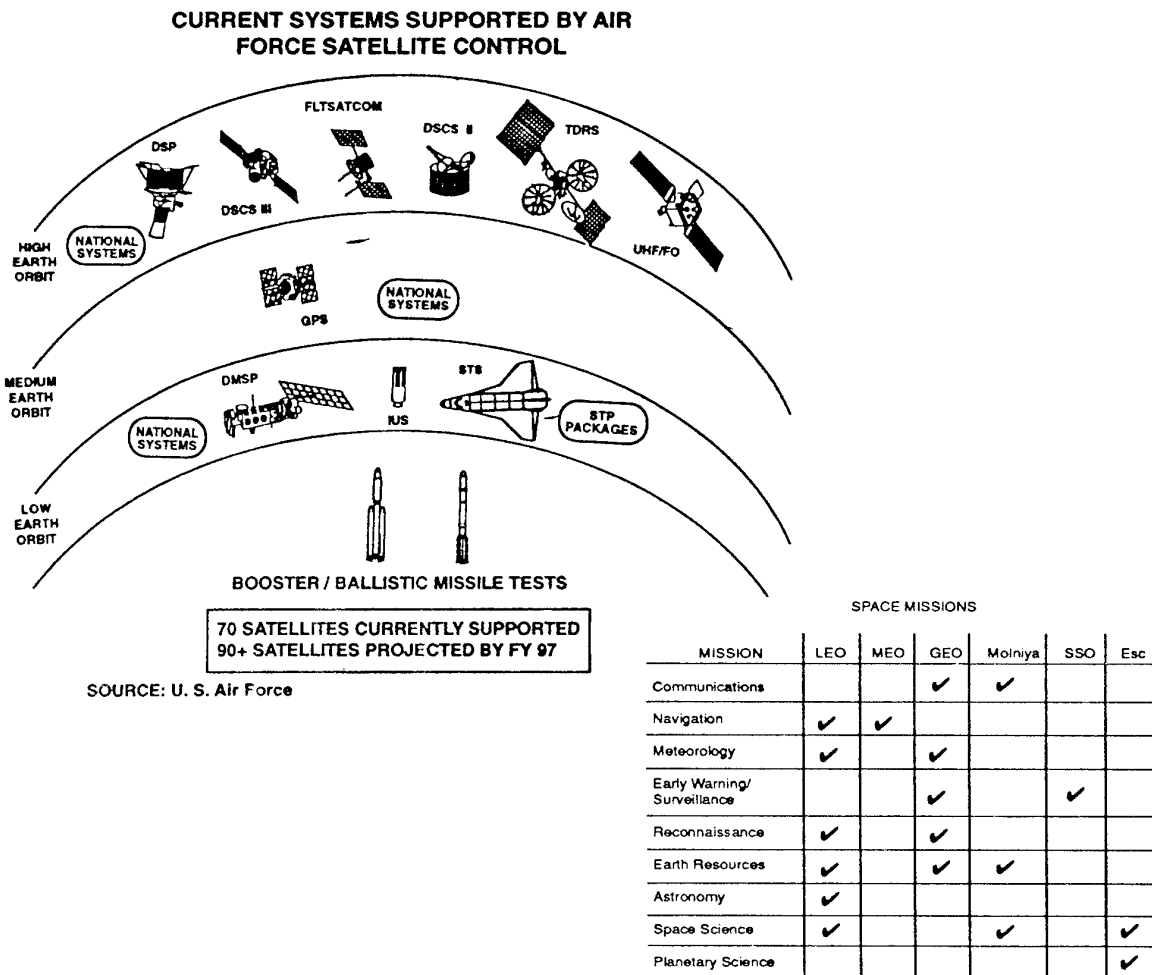 CURRENT SYSTEMS SUPPORTED BY AIR
FORCE SATELLITE CONTROL
FLTSATCOM
DSCS II
TDRS
DSP
DSCS III
UHF/FO
HIGH
EARTH
ORBIT
NATIONAL
SYSTEMS
GPS
NATIONAL
SYSTEMS
MEDIUM
EARTH
ORBIT
DMSP
IUS
STS
STP
PACKAGES
NATIONAL
SYSTEMS
LOW
EARTH
ORBIT
BOOSTER / BALLISTIC MISSILE TESTS
70 SATELLITES CURRENTLY SUPPORTED
90+ SATELLITES PROJECTED BY FY 97
SOURCE: U. S. Air Force
SPACE MISSIONS
MISSION LEO MEO GEO Molniya SSO Esc
Communications ✔ ✔
Navigation ✔ ✔
Meteorology ✔ ✔
Early Warning/
Surveillance ✔ ✔
Reconnaissance ✔ ✔
Earth Resources ✔ ✔ ✔
Astronomy ✔
Space Science ✔ ✔ ✔
Planetary Science ✔